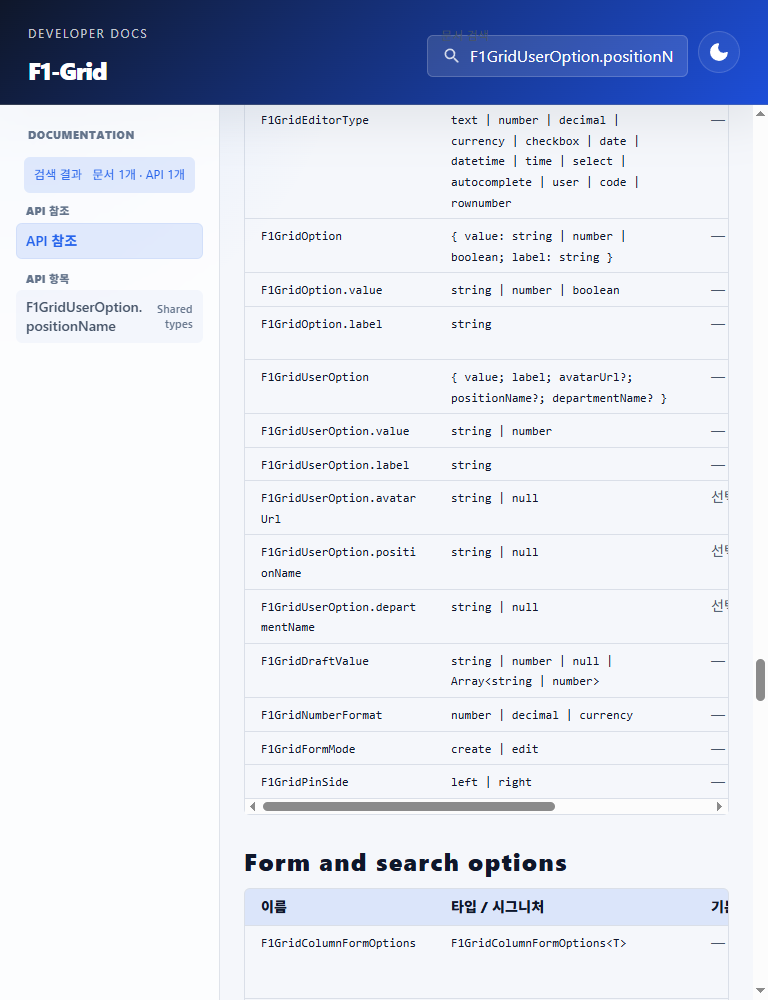 DEVELOPER DOCS
F1-Grid
F1GridUserOption.positionN
DOCUMENTATION
검색 결과 문서 1개 · API 1개
API 참조
API 참조
API 항목
F1GridUserOption.
positionName
Shared
types
F1GridEditorType
text | number | decimal |
currency | checkbox | date |
datetime | time | select |
autocomplete | user | code |
rownumber
—
F1GridOption
{ value: string | number |
boolean; label: string }
—
F1GridOption.value
string | number | boolean
—
F1GridOption.label
string
—
F1GridUserOption
{ value; label; avatarUrl?;
positionName?; departmentName? }
—
F1GridUserOption.value
string | number
—
F1GridUserOption.label
string
—
F1GridUserOption.avatar
Url
string | null
F1GridUserOption.positi
onName
string | null
F1GridUserOption.depart
mentName
string | null
F1GridDraftValue
string | number | null |
Array<string | number>
—
F1GridNumberFormat
number | decimal | currency
—
F1GridFormMode
create | edit
—
F1GridPinSide
left | right
—
Form and search options
이름
타입 / 시그니처
F1GridColumnFormOptions
F1GridColumnFormOptions<T>
—